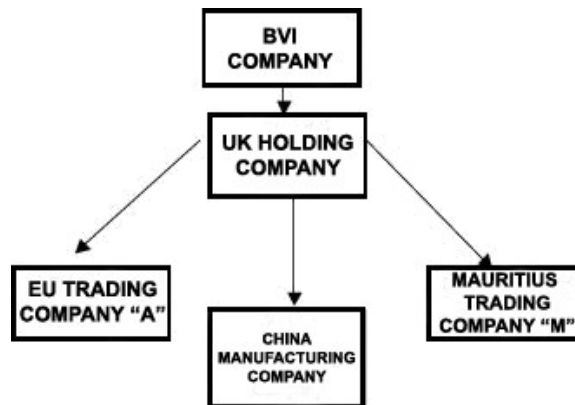 BVI
COMPANY
UK HOLDING
COMPANY
EU TRADING
COMPANY “A”
CHINA
MANUFACTURING
COMPANY
MAURITIUS
TRADING
COMPANY “M”